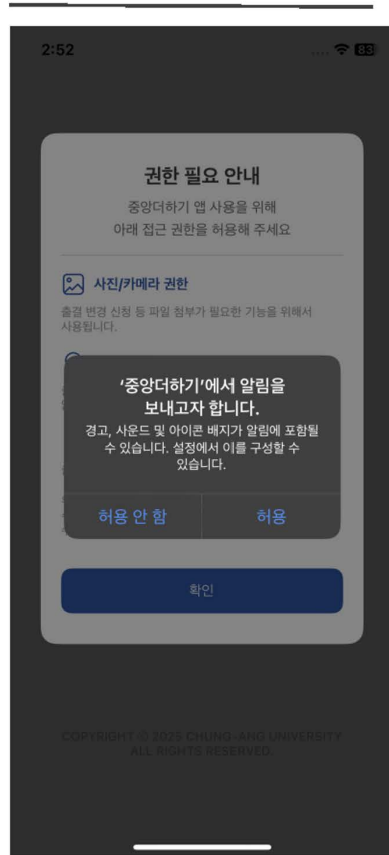 2:52
83
권한 필요 안내
중앙더하기 앱 사용을 위해
아래 접근 권한을 허용해 주세요
사진/카메라 권한
출결 변경 신청 등 파일 첨부가 필요한 기능을 위해서
사용됩니다.
‘중앙더하기’에서 알림을
보내고자 합니다.
경고, 사운드 및 아이콘 배지가 알림에 포함될
수 있습니다. 설정에서 이를 구성할 수
있습니다.
허용 안 함
허용
확인
COPYRIGHT © 2025 CHUNG-ANG UNIVERSITY
ALL RIGHTS RESERVED.